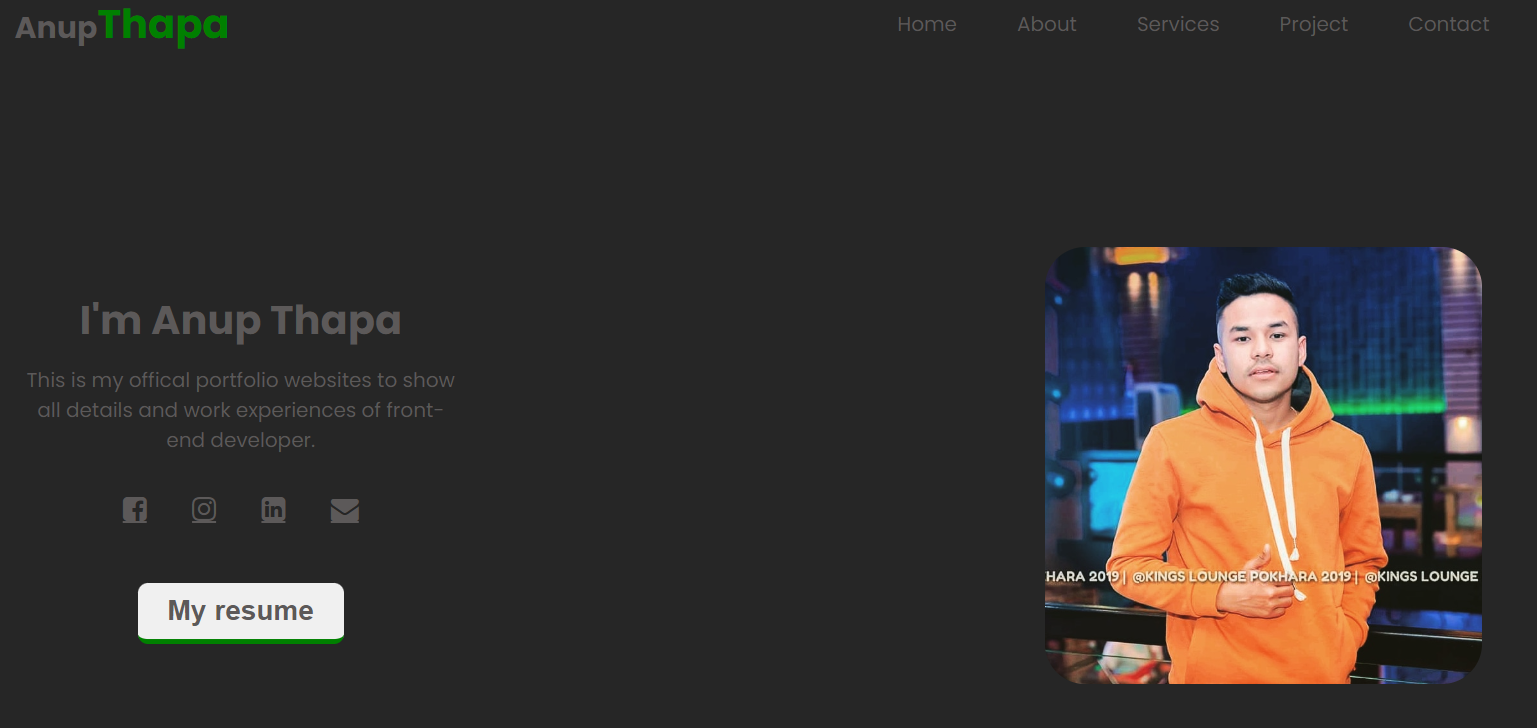 AnupThapa
Home About Services Project Contact
I'm Anup Thapa
This is my offical portfolio websites to show
all details and work experiences of front-
end developer.
My resume
HARA 2019 | @KINGS LOUNGE POKHARA 2019 | @KINGS LOUNGE